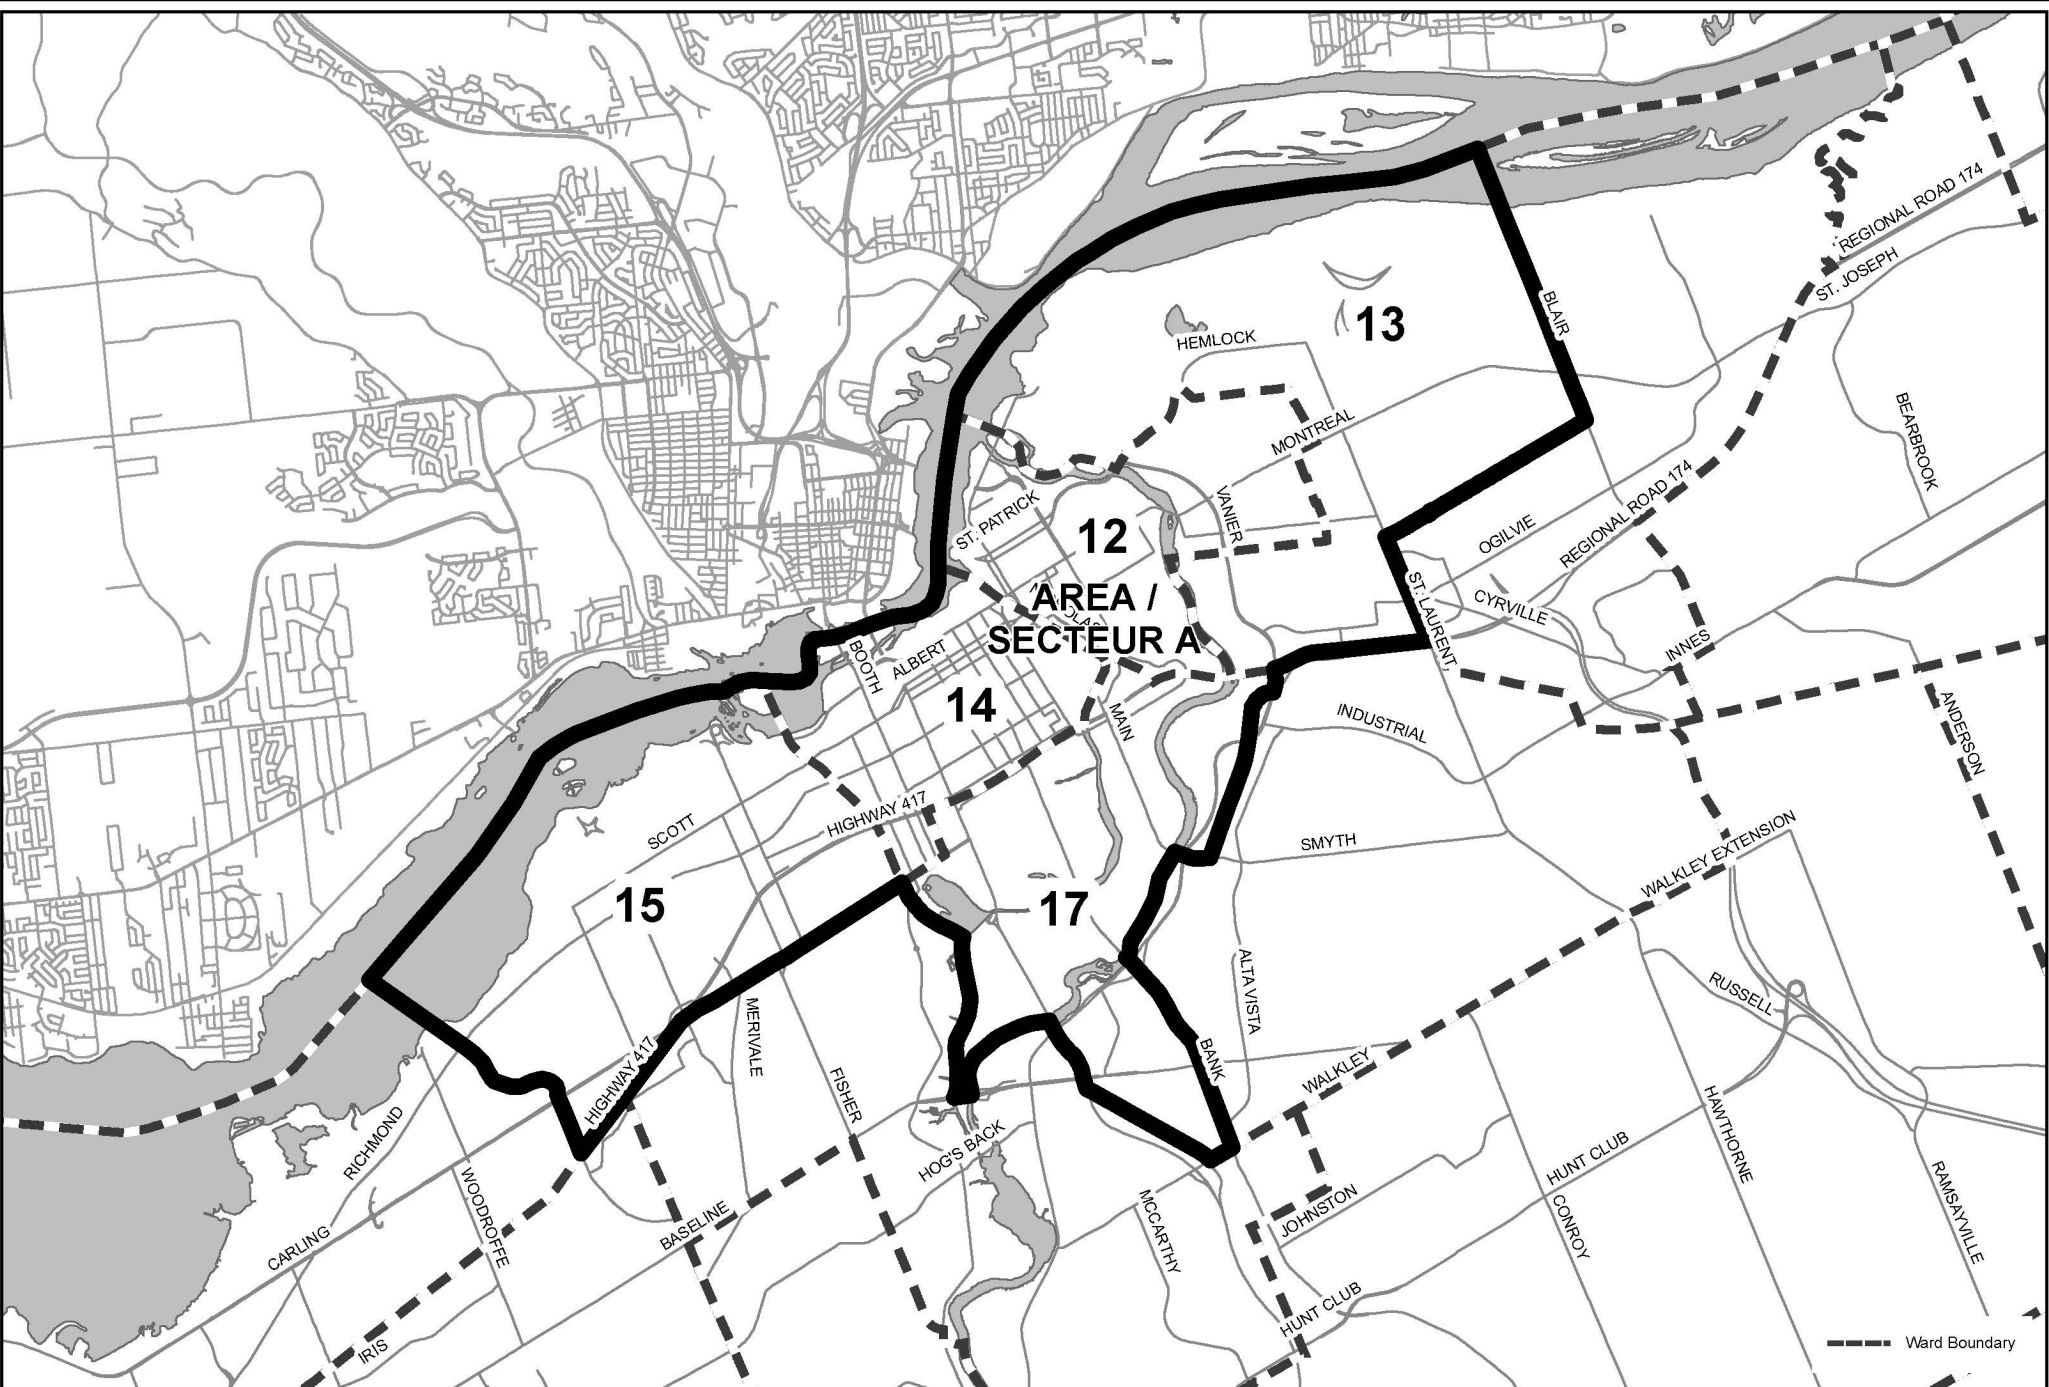 REGIONAL ROAD 174
ST. JOSEPH
BLAIR
13
HEMLOCK
BEARBROOK
MONTREAL
VANIER
ST. PATRICK
12
REGIONAL ROAD 174
OGILVIE
AREA /
SECTEUR A
ST. LAURENT
CYRVILLE
INNES
BOOTH
ALBERT
14
MAIN
INDUSTRIAL
ANDERSON
HIGHWAY 417
SCOTT
SMYTH
WALKLEY EXTENSION
15
17
ALTA VISTA
RUSSELL
MERIVALE
HIGHWAY 417
BANK
FISHER
WALKLEY
HAWTHORNE
RICHMOND
HOG'S BACK
HUNT CLUB
WOODROFFE
RAMSAYVILLE
BASELINE
MCCARTHY
JOHNSTON
CONROY
CARLING
HUNT CLUB
IRIS
Ward Boundary